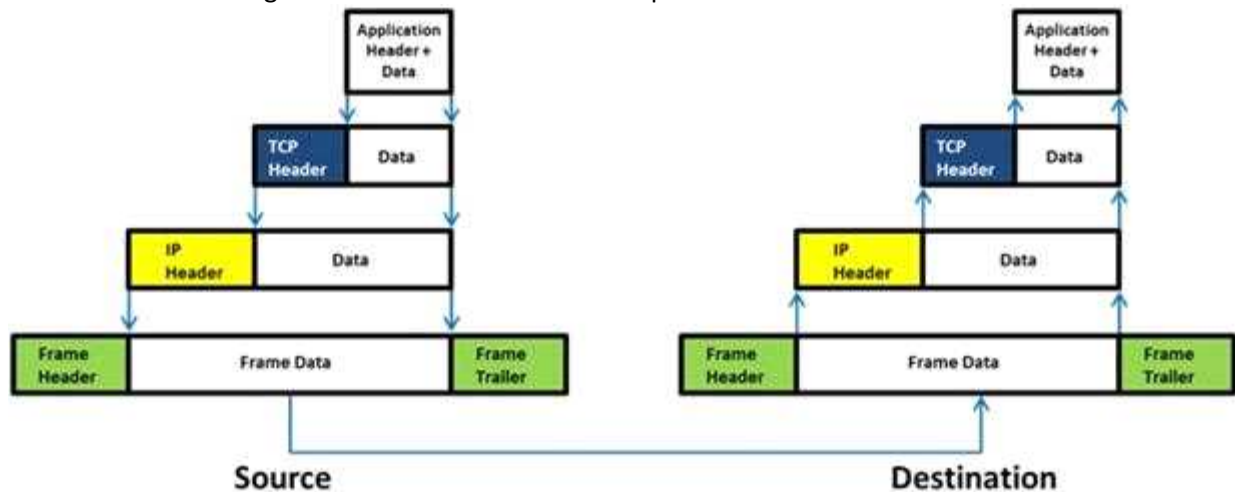 Application
Header +
Data
TCP
Header
Data
IP
Header
Data
Frame
Header
Frame Data
Frame
Trailer
Source
Application
Header +
Data
TCP
Header
Data
IP
Header
Data
Frame
Header
Frame Data
Frame
Trailer
Destination